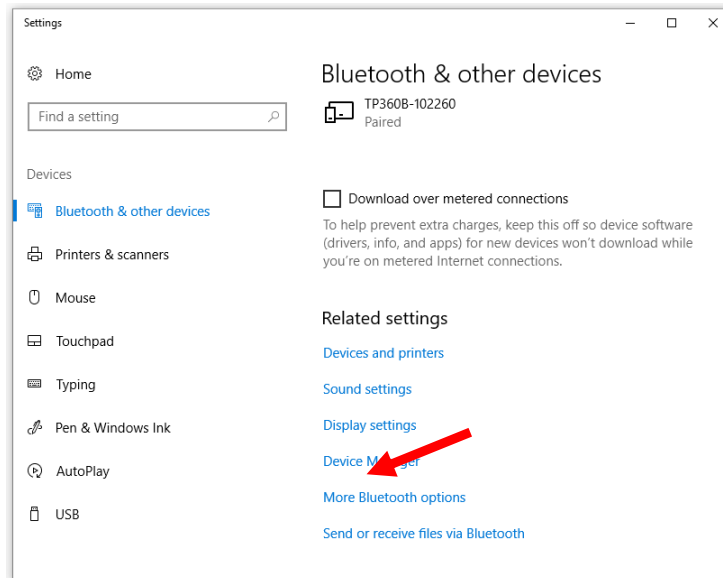 Settings
Home
Find a setting
Devices
Bluetooth & other devices
Printers & scanners
Mouse
Touchpad
Typing
Pen & Windows Ink
AutoPlay
USB
Bluetooth & other devices
TP360B-102260
Paired
Download over metered connections
To help prevent extra charges, keep this off so device software
(drivers, info, and apps) for new devices won't download while
you're on metered Internet connections.
Related settings
Devices and printers
Sound settings
Display settings
Device Manager
More Bluetooth options
Send or receive files via Bluetooth